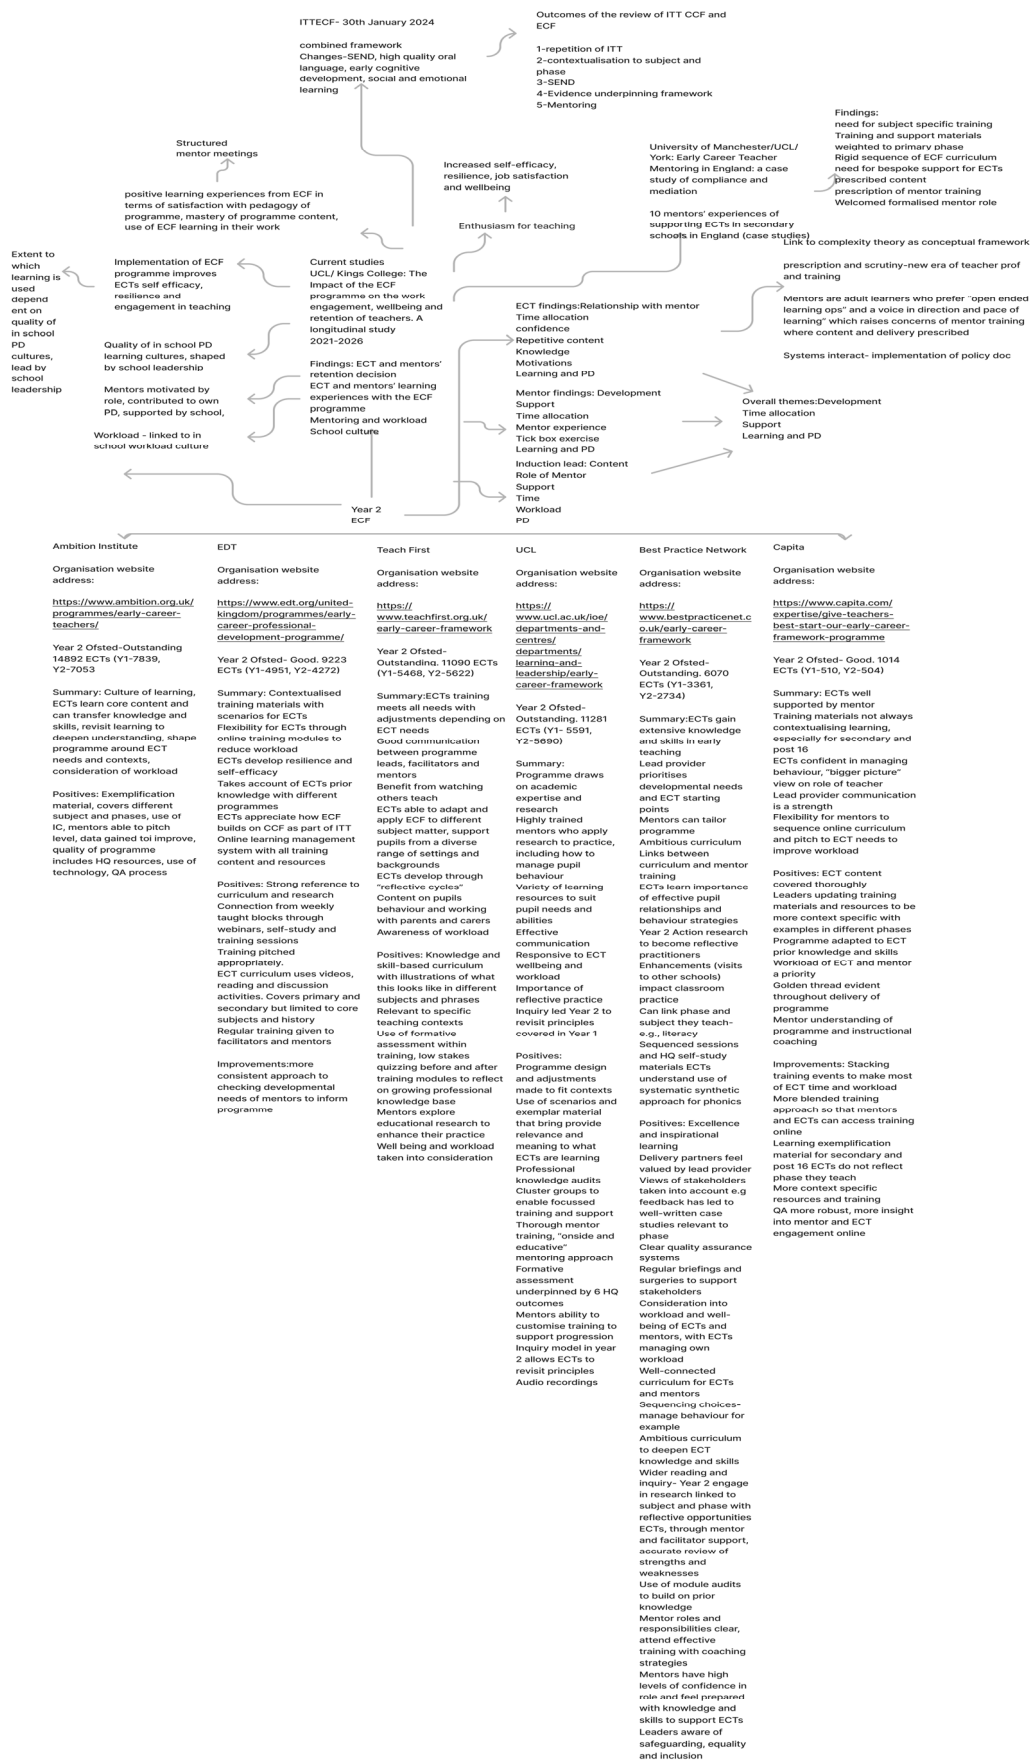 ITTECF- 30th January 2024
combined framework
Changes-SEND, high quality oral
language, early cognitive
development, social and emotional
learning
Outcomes of the review of ITT CCF and
ECF
1-repetition of ITT
2-contextualisation to subject and
phase
3-SEND
4-Evidence underpinning framework
5-Mentoring
Findings:
need for subject specific training
Training and support materials
weighted to primary phase
Rigid sequence of ECF curriculum
need for bespoke support for ECTs
prescribed content
prescription of mentor training
Welcomed formalised mentor role
Structured
mentor meetings
University of Manchester/UCL/
York: Early Career Teacher
Mentoring in England: a case
study of compliance and
mediation
10 mentors' experiences of
supporting ECTs in secondary
schools in England (case studies)
Increased self-efficacy,
resilience, job satisfaction
and wellbeing
positive learning experiences from ECF in
terms of satisfaction with pedagogy of
programme, mastery of programme content,
use of ECF learning in their work
Enthusiasm for teaching
Link to complexity theory as conceptual framework
prescription and scrutiny-new era of teacher prof
and training
Mentors are adult learners who prefer "open ended
learning ops" and a voice in direction and pace of
learning" which raises concerns of mentor training
where content and delivery prescribed
Systems interact- implementation of policy doc
Extent to
which
learning is
used
depend
ent on
quality of
in school
PD
cultures,
lead by
school
leadership
Implementation of ECF
programme improves
ECTs self efficacy,
resilience and
engagement in teaching
Quality of in school PD
learning cultures, shaped
by school leadership
Mentors motivated by
role, contributed to own
PD, supported by school,
Workload - linked to in
school workload culture
Current studies
UCL/ Kings College: The
Impact of the ECF
programme on the work
engagement, wellbeing and
retention of teachers. A
longitudinal study
2021-2026
Findings: ECT and mentors'
retention decision
ECT and mentors' learning
experiences with the ECF
programme
Mentoring and workload
School culture
ECT findings:Relationship with mentor
Time allocation
confidence
Repetitive content
Knowledge
Motivations
Learning and PD
Mentor findings: Development
Support
Time allocation
Mentor experience
Tick box exercise
Learning and PD
Induction lead: Content
Role of Mentor
Support
Time
Workload
PD
Overall themes:Development
Time allocation
Support
Learning and PD
Year 2
ECF
Ambition Institute
Organisation website
address:
https://www.ambition.org.uk/
programmes/early-career-
teachers/
Year 2 Ofsted-Outstanding
14892 ECTs (Y1-7839,
Y2-7053
Summary: Culture of learning,
ECTs learn core content and
can transfer knowledge and
skills, revisit learning to
deepen understanding, shape
programme around ECT
needs and contexts,
consideration of workload
Positives: Exemplification
material, covers different
subject and phases, use of
IC, mentors able to pitch
level, data gained toi improve,
quality of programme
includes HQ resources, use of
technology, QA process
EDT
Organisation website
address:
https://www.edt.org/united-
kingdom/programmes/early-
career-professional-
development-programme/
Year 2 Ofsted- Good. 9223
ECTs (Y1-4951, Y2-4272)
Summary: Contextualised
training materials with
scenarios for ECTs
Flexibility for ECTs through
online training modules to
reduce workload
ECTs develop resilience and
self-efficacy
Takes account of ECTs prior
knowledge with different
programmes
ECTs appreciate how ECF
builds on CCF as part of ITT
Online learning management
system with all training
content and resources
Positives: Strong reference to
curriculum and research
Connection from weekly
taught blocks through
webinars, self-study and
training sessions
Training pitched
appropriately.
ECT curriculum uses videos,
reading and discussion
activities. Covers primary and
secondary but limited to core
subjects and history
Regular training given to
facilitators and mentors
Improvements:more
consistent approach to
checking developmental
needs of mentors to inform
programme
Teach First
Organisation website
address:
https://
www.teachfirst.org.uk/
early-career-framework
Year 2 Ofsted-
Outstanding. 11090 ECTs
(Y1-5468, Y2-5622)
Summary:ECTs training
meets all needs with
adjustments depending on
ECT needs
Good communication
between programme
leads, facilitators and
mentors
Benefit from watching
others teach
ECTs able to adapt and
apply ECF to different
subject matter, support
pupils from a diverse
range of settings and
backgrounds
ECTs develop through
"reflective cycles"
Content on pupils
behaviour and working
with parents and carers
Awareness of workload
Positives: Knowledge and
skill-based curriculum
with illustrations of what
this looks like in different
subjects and phrases
Relevant to specific
teaching contexts
Use of formative
assessment within
training, low stakes
quizzing before and after
training modules to reflect
on growing professional
knowledge base
Mentors explore
educational research to
enhance their practice
Well being and workload
taken into consideration
UCL
Organisation website
address:
https://
www.ucl.ac.uk/ioe/
departments-and-
centres/
departments/
learning-and-
leadership/early-
career-framework
Year 2 Ofsted-
Outstanding. 11281
ECTs (Y1- 5591,
Y2-5690)
Summary:
Programme draws
on academic
expertise and
research
Highly trained
mentors who apply
research to practice,
including how to
manage pupil
behaviour
Variety of learning
resources to suit
pupil needs and
abilities
Effective
communication
Responsive to ECT
wellbeing and
workload
Importance of
reflective practice
Inquiry led Year 2 to
revisit principles
covered in Year 1
Positives:
Programme design
and adjustments
made to fit contexts
Use of scenarios and
exemplar material
that bring provide
relevance and
meaning to what
ECTs are learning
Professional
knowledge audits
Cluster groups to
enable focussed
training and support
Thorough mentor
training, "onside and
educative"
mentoring approach
Formative
assessment
underpinned by 6 HQ
outcomes
Mentors ability to
customise training to
support progression
Inquiry model in year
2 allows ECTs to
revisit principles
Audio recordings
Best Practice Network
Organisation website
address:
https://
www.bestpracticenet.c
o.uk/early-career-
framework
Year 2 Ofsted-
Outstanding. 6070
ECTs (Y1-3361,
Y2-2734)
Summary:ECTs gain
extensive knowledge
and skills in early
teaching
Lead provider
prioritises
developmental needs
and ECT starting
points
Mentors can tailor
programme
Ambitious curriculum
Links between
curriculum and mentor
training
ECTs learn importance
of effective pupil
relationships and
behaviour strategies
Year 2 Action research
to become reflective
practitioners
Enhancements (visits
to other schools)
impact classroom
practice
Can link phase and
subject they teach-
e.g., literacy
Sequenced sessions
and HQ self-study
materials ECTs
understand use of
systematic synthetic
approach for phonics
Positives: Excellence
and inspirational
learning
Delivery partners feel
valued by lead provider
Views of stakeholders
taken into account e.g
feedback has led to
well-written case
studies relevant to
phase
Clear quality assurance
systems
Regular briefings and
surgeries to support
stakeholders
Consideration into
workload and well-
being of ECTs and
mentors, with ECTs
managing own
workload
Well-connected
curriculum for ECTs
and mentors
Sequencing choices-
manage behaviour for
example
Ambitious curriculum
to deepen ECT
knowledge and skills
Wider reading and
inquiry- Year 2 engage
in research linked to
subject and phase with
reflective opportunities
ECTs, through mentor
and facilitator support,
accurate review of
strengths and
weaknesses
Use of module audits
to build on prior
knowledge
Mentor roles and
responsibilities clear,
attend effective
training with coaching
strategies
Mentors have high
levels of confidence in
role and feel prepared
with knowledge and
skills to support ECTs
Leaders aware of
safeguarding, equality
and inclusion
Capita
Organisation website
address:
https://www.capita.com/
expertise/give-teachers-
best-start-our-early-career-
framework-programme
Year 2 Ofsted- Good. 1014
ECTs (Y1-510, Y2-504)
Summary: ECTs well
supported by mentor
Training materials not always
contextualising learning,
especially for secondary and
post 16
ECTs confident in managing
behaviour, "bigger picture"
view on role of teacher
Lead provider communication
is a strength
Flexibility for mentors to
sequence online curriculum
and pitch to ECT needs to
improve workload
Positives: ECT content
covered thoroughly
Leaders updating training
materials and resources to be
more context specific with
examples in different phases
Programme adapted to ECT
prior knowledge and skills
Workload of ECT and mentor
a priority
Golden thread evident
throughout delivery of
programme
Mentor understanding of
programme and instructional
coaching
Improvements: Stacking
training events to make most
of ECT time and workload
More blended training
approach so that mentors
and ECTs can access training
online
Learning exemplification
material for secondary and
post 16 ECTs do not reflect
phase they teach
More context specific
resources and training
QA more robust, more insight
into mentor and ECT
engagement online